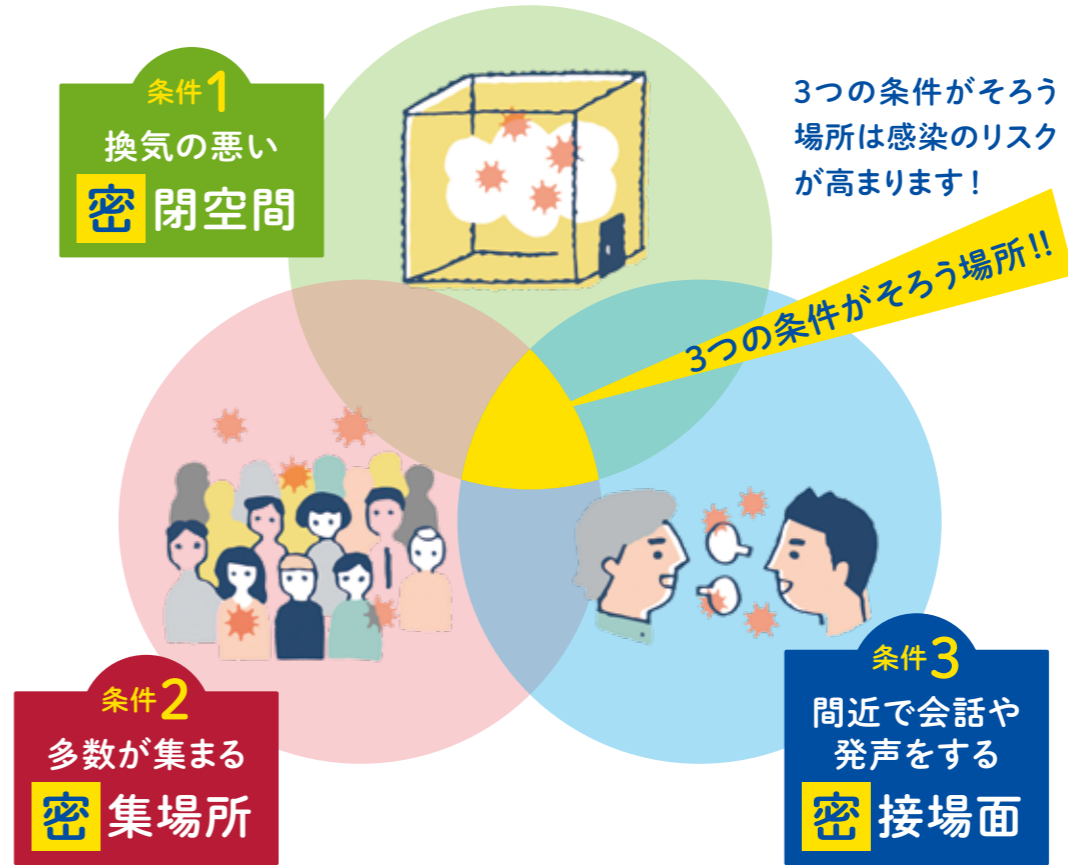 条件1
換気の悪い
密閉空間
3つの条件がそろう
場所は感染のリスク
が高まります!
3つの条件がそろう場所!!
条件2
多数が集まる
密集場所
条件3
間近で会話や
発声をする
密接場面